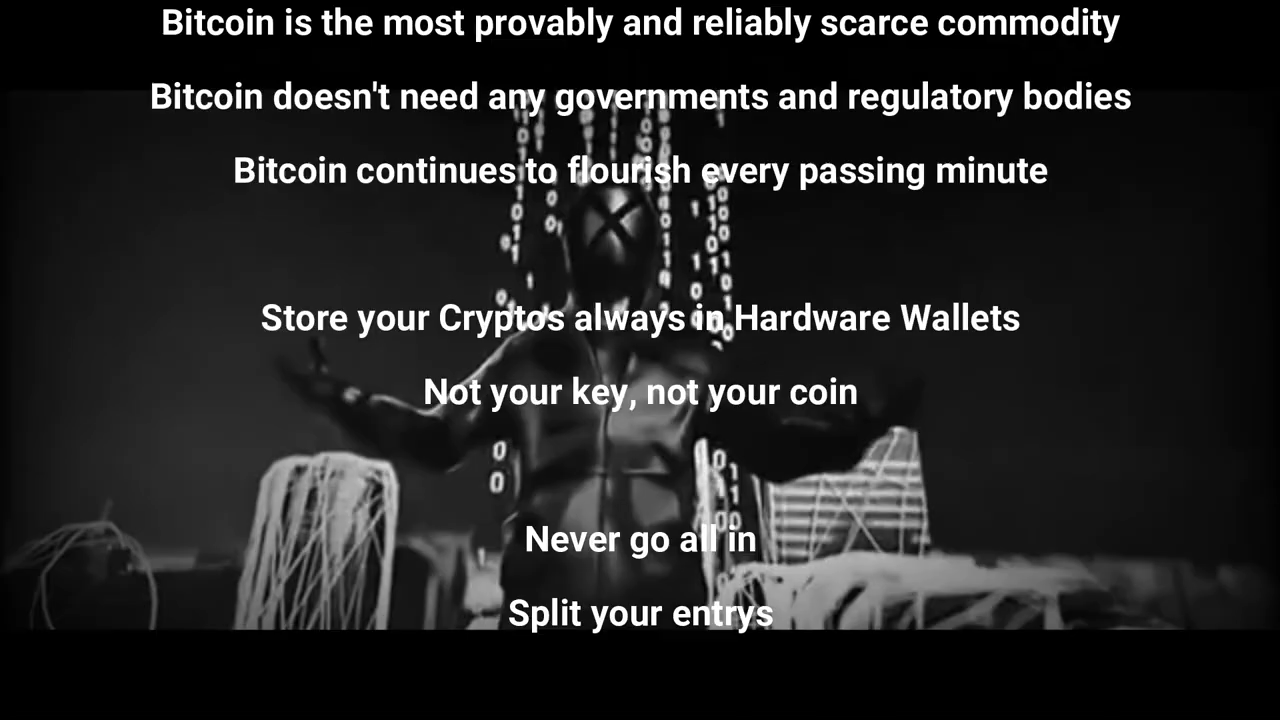 Bitcoin is the most provably and reliably scarce commodity
Bitcoin doesn't need any governments and regulatory bodies
Bitcoin continues to flourish every passing minute
Store your Cryptos always in Hardware Wallets
Not your key, not your coin
Never go all in
Split your entrys